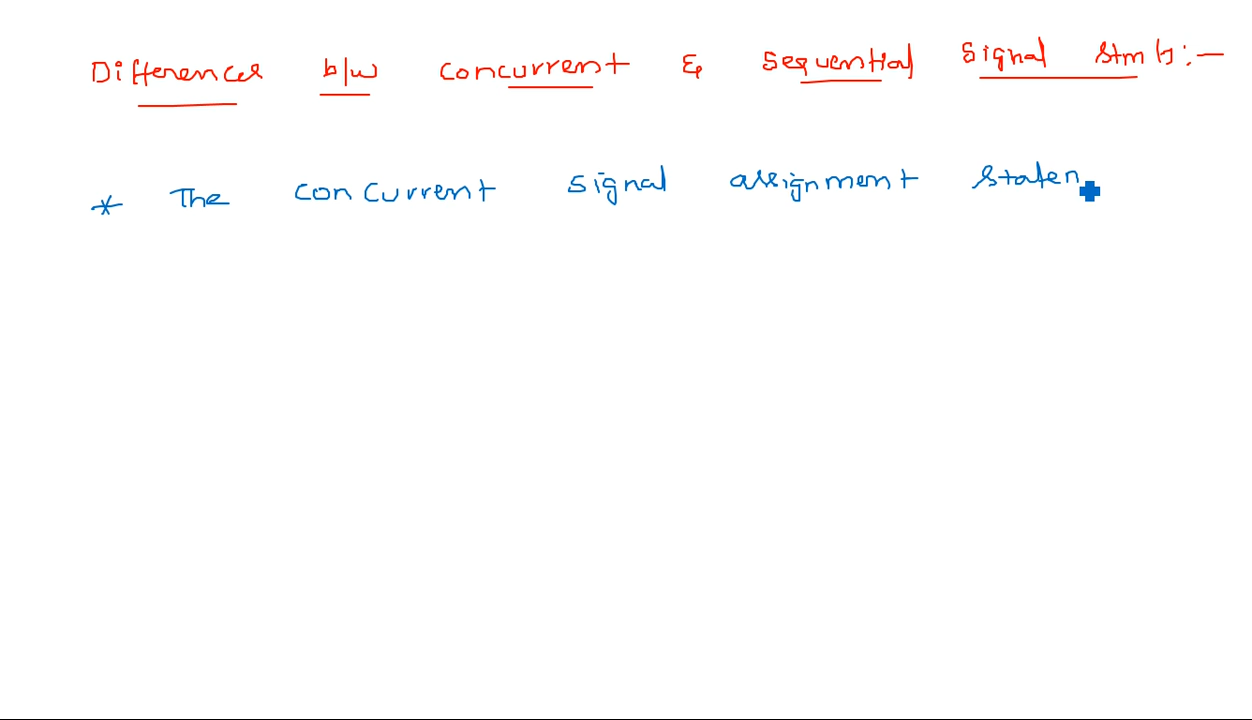 Differences b/w concurrent & sequential signal stmts:-
* The concurrent signal assignment staten